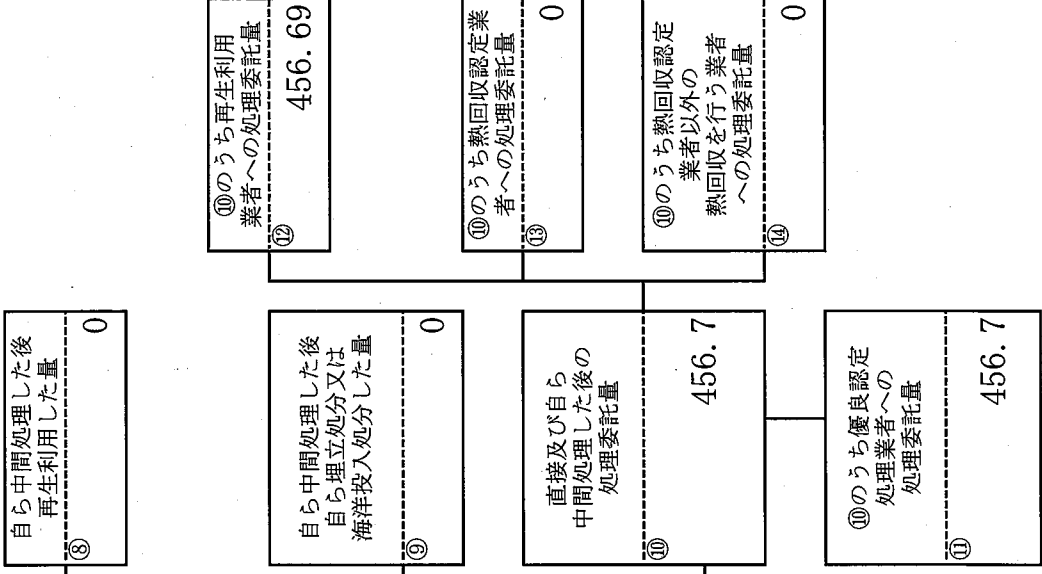 自ら中間処理した後
再生利用した量
⑧
0
自ら中間処理した後
自ら埋立処分又は
海洋投入処分した量
⑨
0
直接及び自ら
中間処理した後の
処理委託量
⑩
456.7
⑩のうち優良認定
処理業者への
処理委託量
⑪
456.7
⑩のうち再生利用
業者への処理委託量
⑫
456.69
⑩のうち熱回収認定業
者への処理委託量
⑬
0
⑩のうち熱回収認定
業者以外の
熱回収を行う業者
への処理委託量
⑭
0